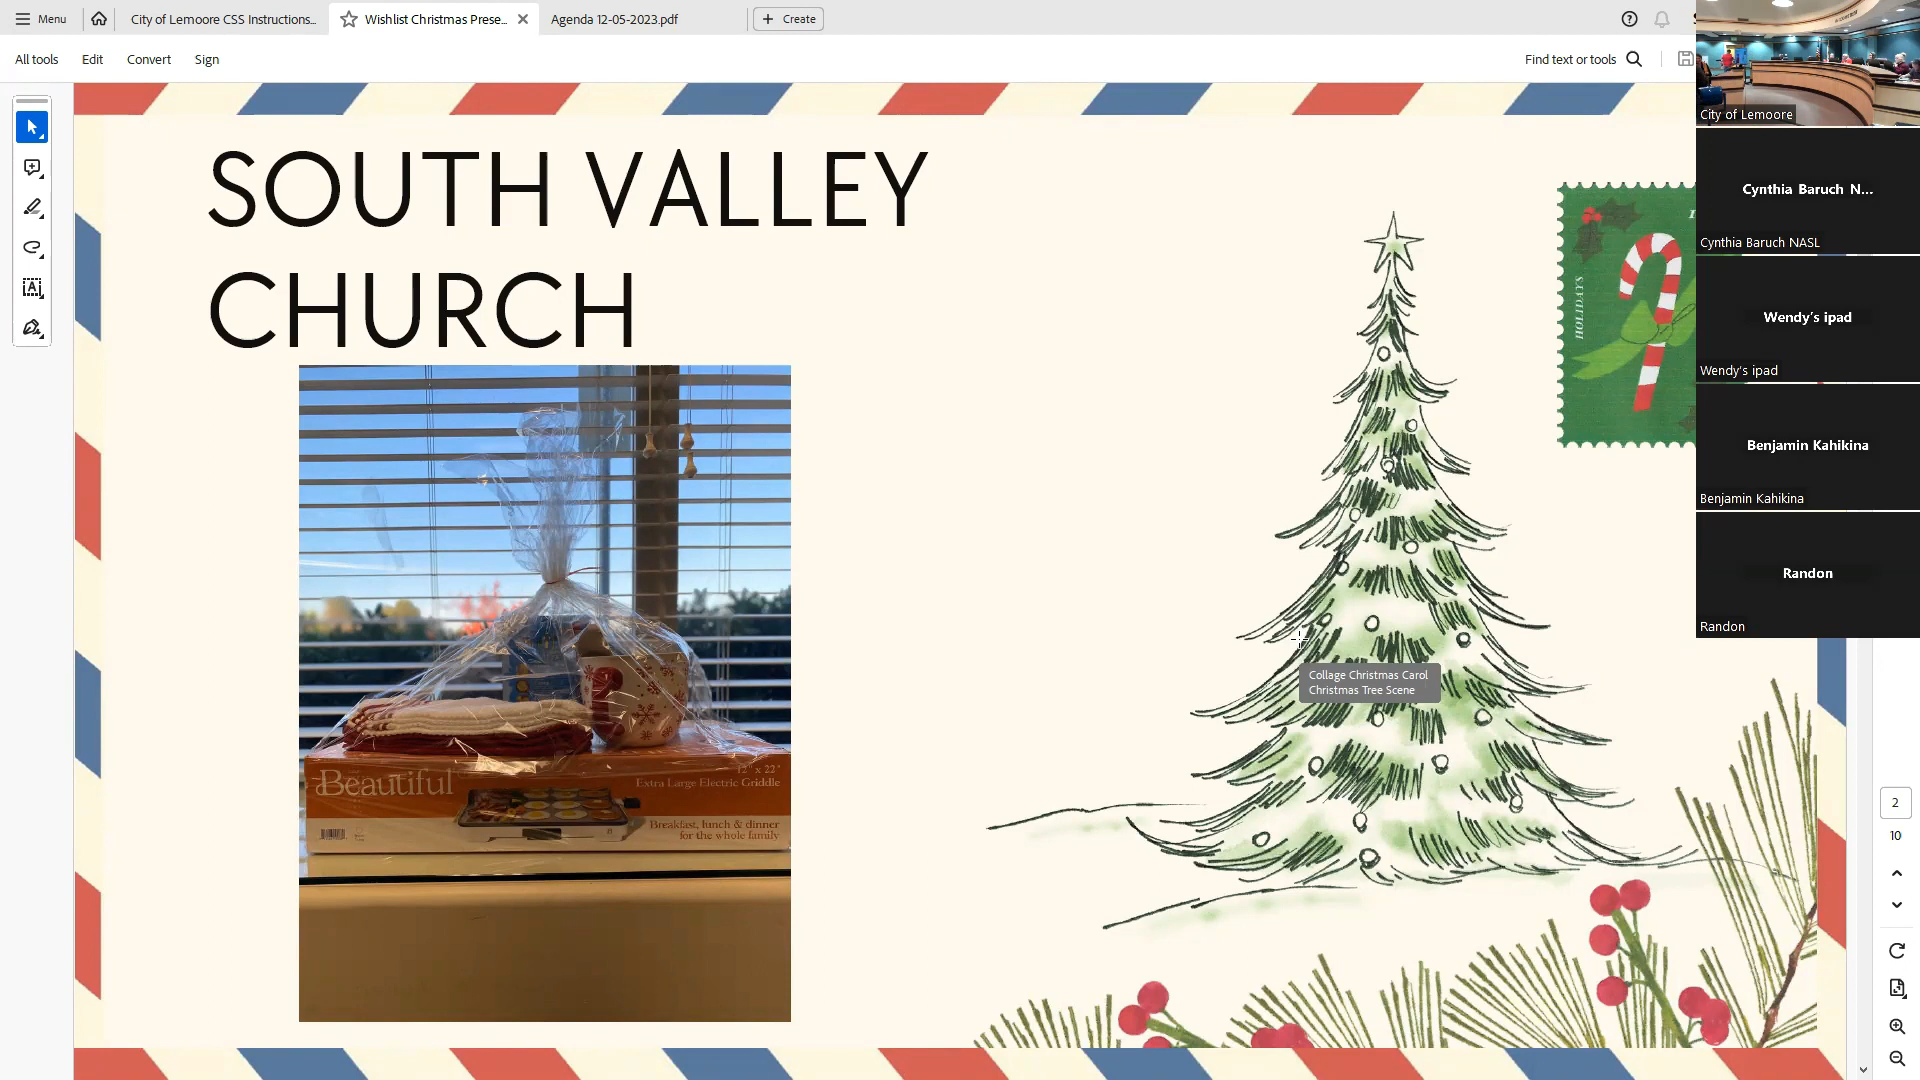 Menu
City of Lemoore CSS Instructions...
Wishlist Christmas Prese...
Agenda 12-05-2023.pdf
Create
All tools
Edit
Convert
Sign
Find text or tools
SOUTH VALLEY
CHURCH
HOLIDAYS
Beautiful
12" x 22"
Extra Large Electric Griddle
Breakfast, lunch & dinner
for the whole family
Collage Christmas Carol
Christmas Tree Scene
City of Lemoore
Cynthia Baruch N...
Cynthia Baruch NASL
Wendy's ipad
Wendy's ipad
Benjamin Kahikina
Benjamin Kahikina
Randon
Randon
2
10